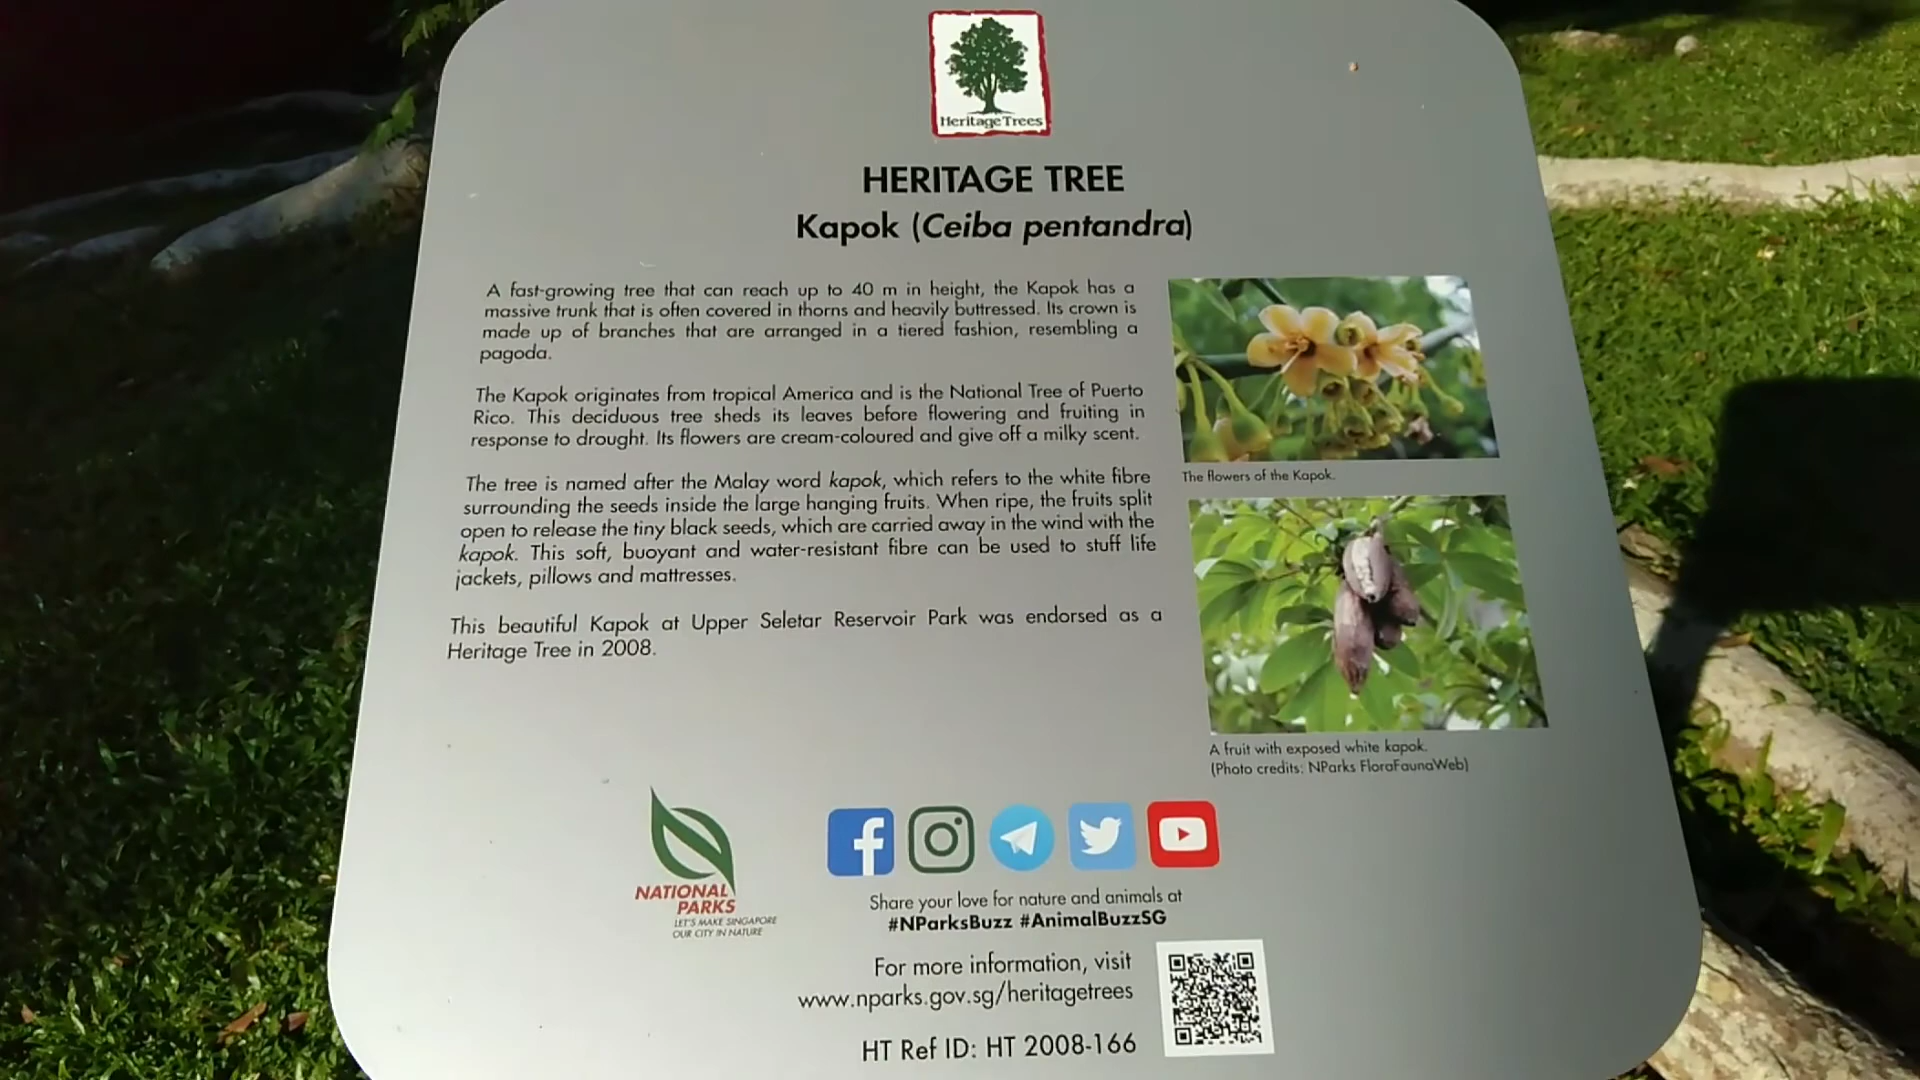 Heritage Trees
HERITAGE TREE
Kapok (Ceiba pentandra)
A fast-growing tree that can reach up to 40 m in height, the Kapok has a
massive trunk that is often covered in thorns and heavily buttressed. Its crown is
made up of branches that are arranged in a tiered fashion, resembling a
pagoda.
The Kapok originates from tropical America and is the National Tree of Puerto
Rico. This deciduous tree sheds its leaves before flowering and fruiting in
response to drought. Its flowers are cream-coloured and give off a milky scent.
The tree is named after the Malay word kapok, which refers to the white fibre
surrounding the seeds inside the large hanging fruits. When ripe, the fruits split
open to release the tiny black seeds, which are carried away in the wind with the
kapok. This soft, buoyant and water-resistant fibre can be used to stuff life
jackets, pillows and mattresses.
This beautiful Kapok at Upper Seletar Reservoir Park was endorsed as a
Heritage Tree in 2008.
The flowers of the Kapok.
A fruit with exposed white kapok.
(Photo credits: NParks FloraFaunaWeb)
NATIONAL
PARKS
LET'S MAKE SINGAPORE
OUR CITY IN NATURE
Share your love for nature and animals at
#NParksBuzz #AnimalBuzzSG
For more information, visit
www.nparks.gov.sg/heritagetrees
HT Ref ID: HT 2008-166